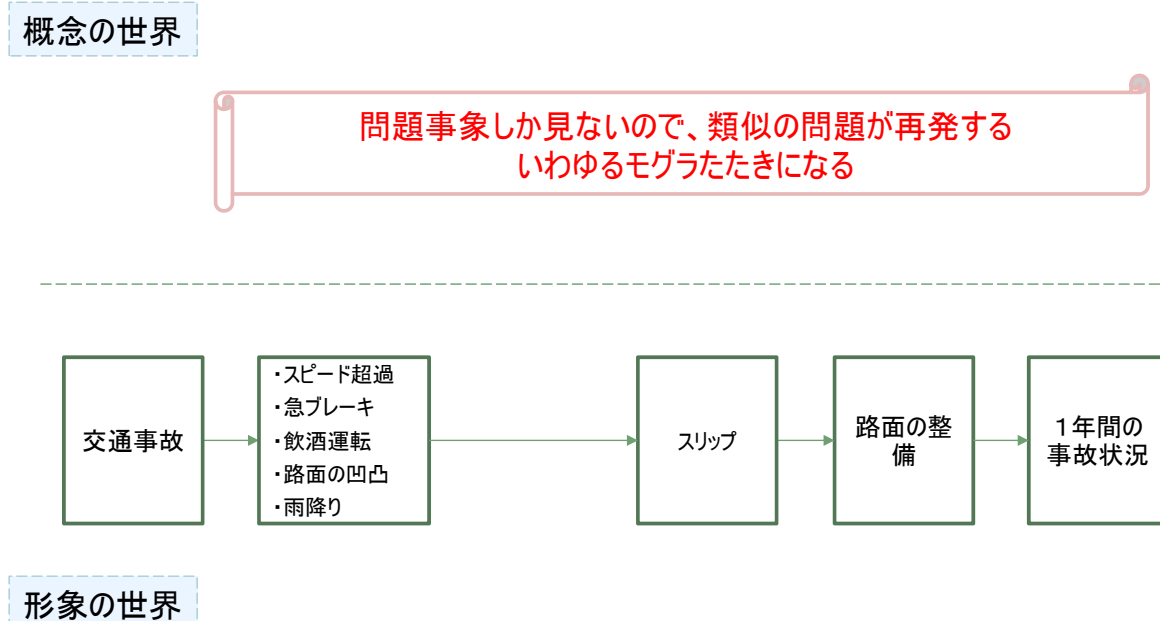 概念の世界
問題事象しか見ないので、類似の問題が再発する
いわゆるモグラたたきになる
交通事故
・スピード超過
・急ブレーキ
・飲酒運転
・路面の凹凸
・雨降り
スリップ
路面の整
備
１年間の
事故状況
形象の世界